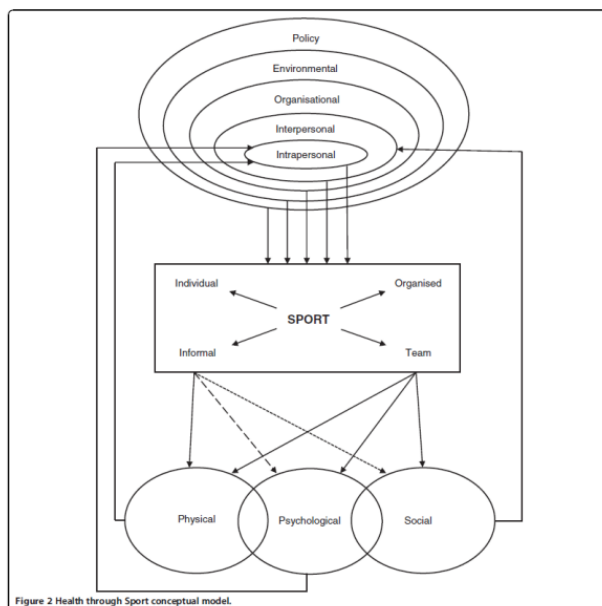 Policy
Environmental
Organisational
Interpersonal
Intrapersonal
Individual
Organised
SPORT
Informal
Team
Physical
Psychological
Social
Figure 2 Health through Sport conceptual model.